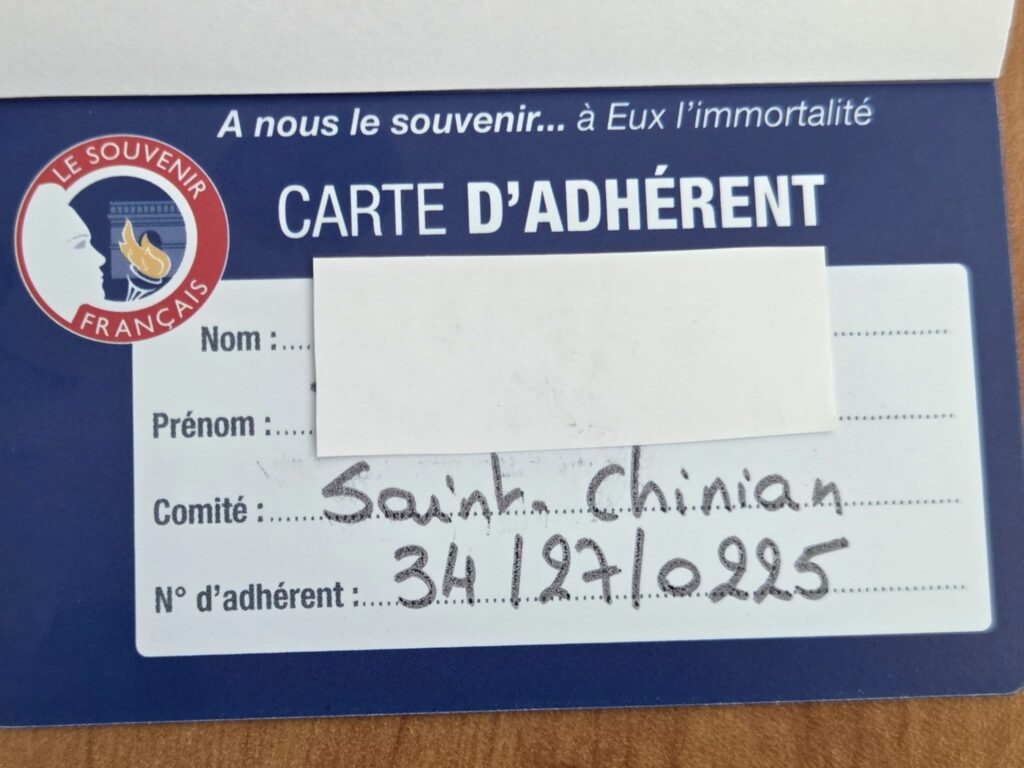 A nous le souvenir... à Eux l'immortalité
LE SOUVENIR
FRANÇAIS
CARTE D'ADHÉRENT
Nom :
Prénom :
Comité : Saint-Chinian
N° d'adhérent : 34/27/0225